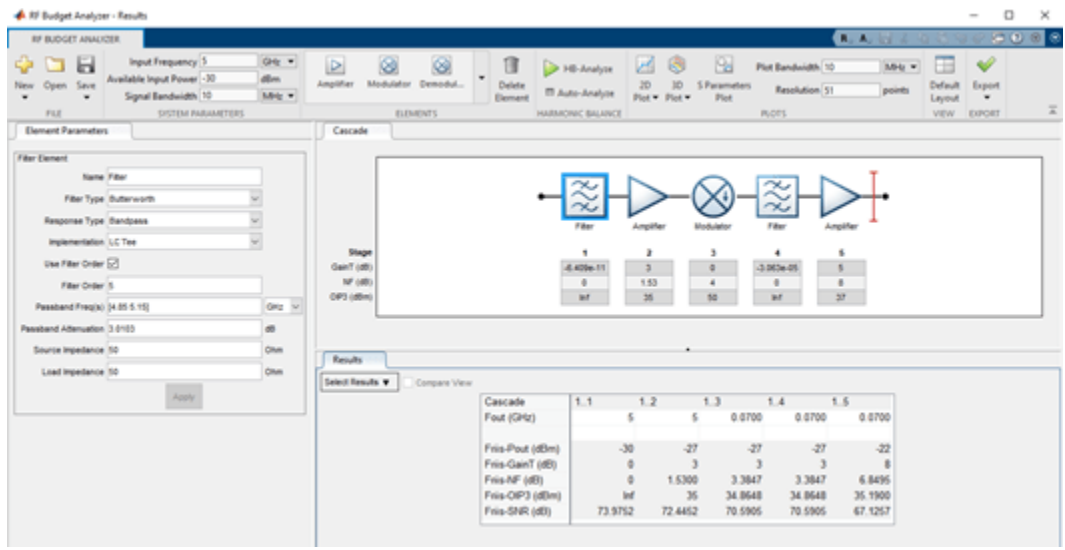 RF Budget Analyzer - Results
RF BUDGET ANALYZER
New Open Save
FILE
Input Frequency 5 GHz
Available Input Power -30 dBm
Signal Bandwidth 10 MHz
SYSTEM PARAMETERS
Amplifier Modulator Demodul...
ELEMENTS
Delete Element
HB-Analyze
Auto-Analyze
HARMONIC BALANCE
2D Plot 3D Plot S Parameters Plot
Plot Bandwidth 10 MHz
Resolution 51 points
PLOTS
Default Layout
VIEW
Export
EXPORT
Element Parameters
Filter Element
Name Filter
Filter Type Butterworth
Response Type Bandpass
Implementation LC Tee
Use Filter Order
Filter Order 5
Passband Freq(s) [4.85 5.15] GHz
Passband Attenuation 3.0103 dB
Source Impedance 50 Ohm
Load Impedance 50 Ohm
Apply
Cascade
Filter Amplifier Modulator Filter Amplifier
Stage 1 2 3 4 5
GainT (dB) -6.409e-11 3 0 -3.063e-05 5
NF (dB) 0 1.53 4 0 8
OIP3 (dBm) Inf 35 50 Inf 37
Results
Select Results ▼ Compare View
Cascade 1..1 1..2 1..3 1..4 1..5
Fout (GHz) 5 5 0.0700 0.0700 0.0700
Friis-Pout (dBm) -30 -27 -27 -27 -22
Friis-GainT (dB) 0 3 3 3 8
Friis-NF (dB) 0 1.5300 3.3847 3.3847 6.8495
Friis-OIP3 (dBm) Inf 35 34.8648 34.8648 35.1900
Friis-SNR (dB) 73.9752 72.4452 70.5905 70.5905 67.1257